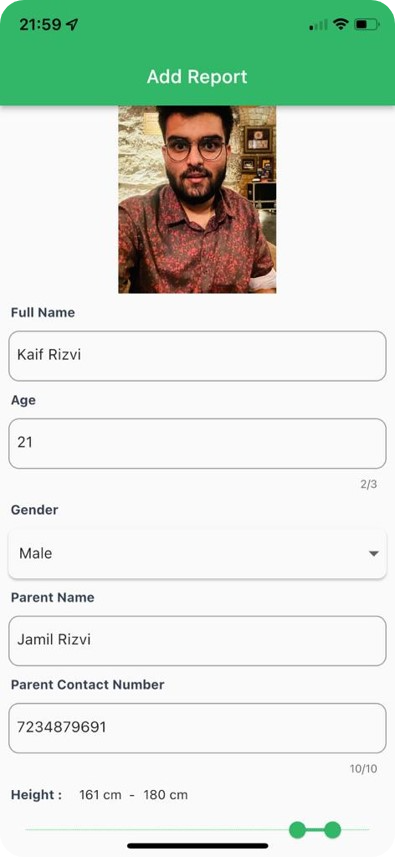 21:59
Add Report
Full Name
Kaif Rizvi
Age
21
2/3
Gender
Male
Parent Name
Jamil Rizvi
Parent Contact Number
7234879691
10/10
Height : 161 cm - 180 cm